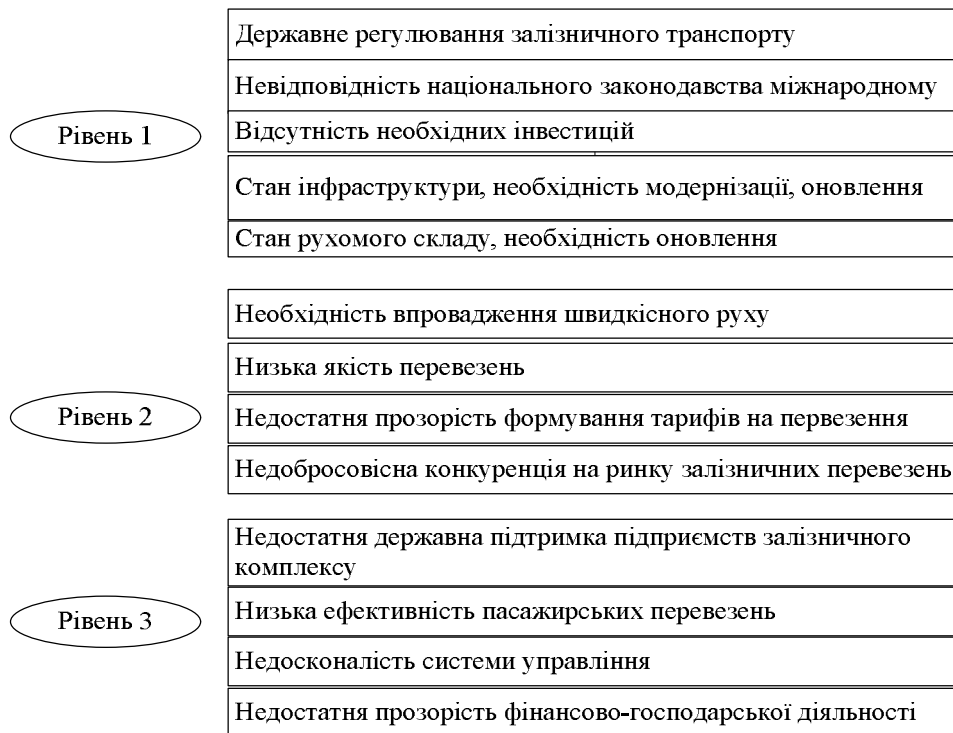 Державне регулювання залізничного транспорту
Невідповідність національного законодавства міжнародному
Рівень 1
Відсутність необхідних інвестицій
Стан інфраструктури, необхідність модернізації, оновлення
Стан рухомого складу, необхідність оновлення
Необхідність впровадження швидкісного руху
Низька якість перевезень
Рівень 2
Недостатня прозорість формування тарифів на первезення
Недобросовісна конкуренція на ринку залізничних перевезень
Недостатня державна підтримка підприємств залізничного
комплексу
Рівень 3
Низька ефективність пасажирських перевезень
Недосконалість системи управління
Недостатня прозорість фінансово-господарської діяльності